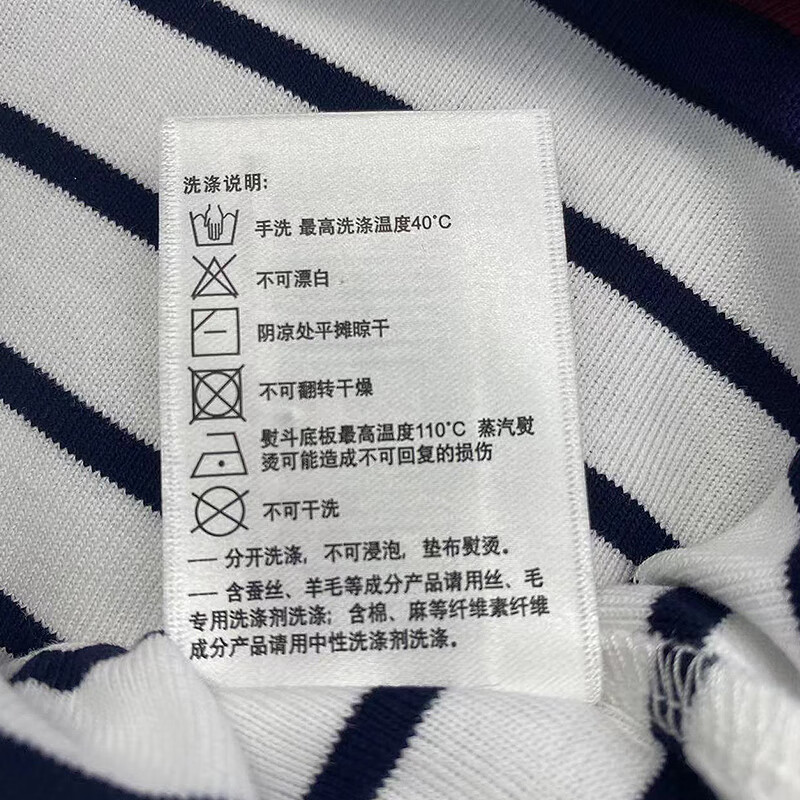 洗涤说明:
手洗 最高洗涤温度40°C
不可漂白
阴凉处平摊晾干
不可翻转干燥
熨斗底板最高温度110°C 蒸汽熨
烫可能造成不可回复的损伤
不可干洗
—— 分开洗涤, 不可浸泡, 垫布熨烫。
—— 含蚕丝、羊毛等成分产品请用丝、毛
专用洗涤剂洗涤; 含棉、麻等纤维素纤维
成分产品请用中性洗涤剂洗涤。